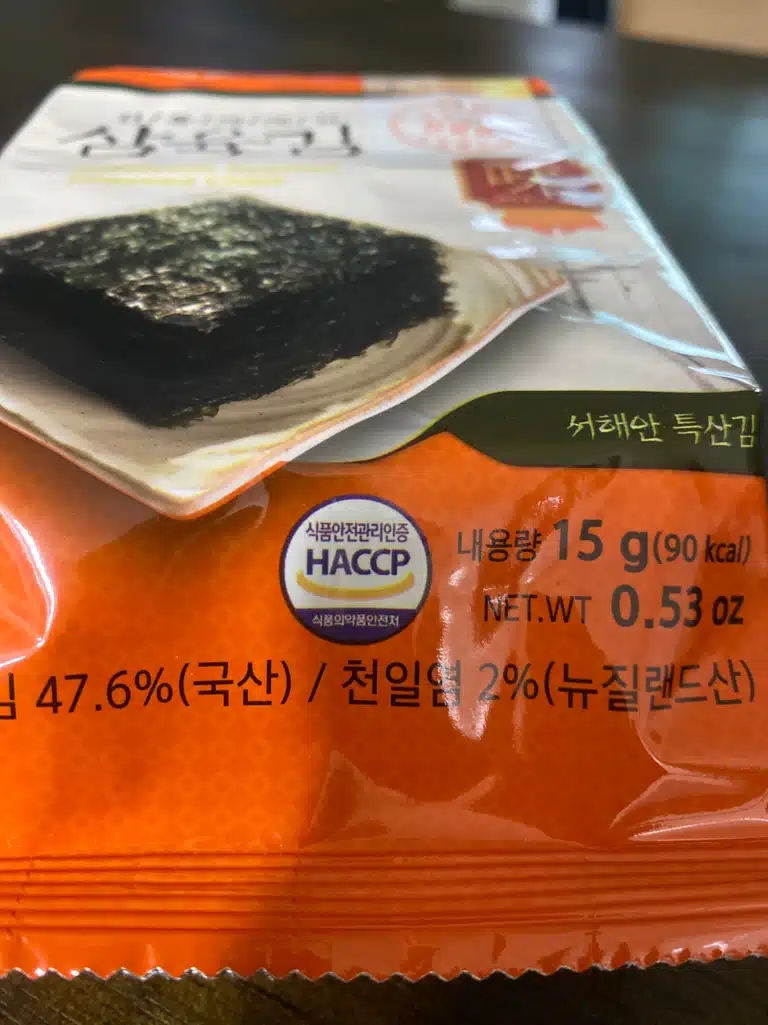 서해안 특산김
식품안전관리인증
HACCP
식품의약품안전처
내용량 15 g(90 kcal)
NET.WT 0.53 oz
김 47.6%(국산) / 천일염 2%(뉴질랜드산)